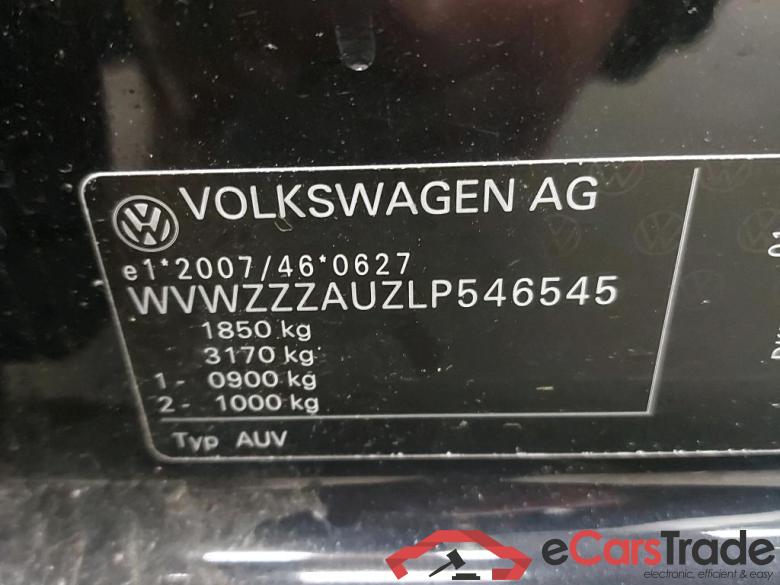 VOLKSWAGEN AG
e1*2007/46*0627
WVWZZZAUZLP546545
1850 kg
3170 kg
1- 0900 kg
2- 1000 kg
Typ AUV
eCarsTrade
electronic, efficient & easy